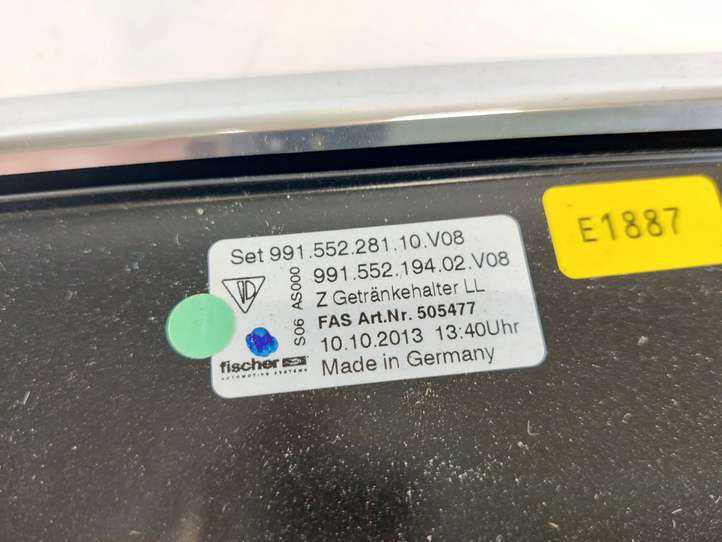 Set 991.552.281.10.V08
991.552.194.02.V08
Z Getränkehalter LL
FAS Art.Nr. 505477
10.10.2013 13:40Uhr
Made in Germany
S06 AS000
fischer
AUTOMOTIVE SYSTEMS
E1887